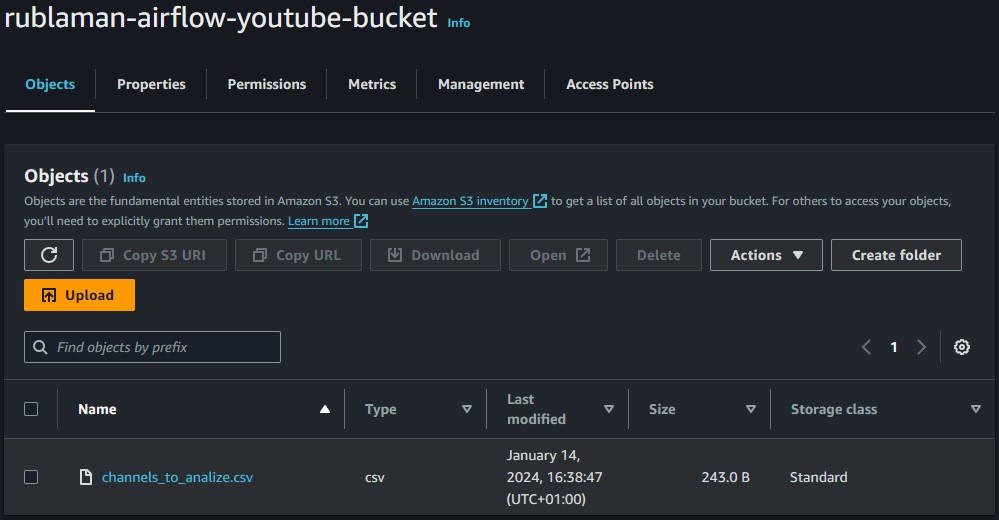 rublaman-airflow-youtube-bucket Info
Objects Properties Permissions Metrics Management Access Points
Objects (1) Info
Objects are the fundamental entities stored in Amazon S3. You can use Amazon S3 inventory to get a list of all objects in your bucket. For others to access your objects,
you'll need to explicitly grant them permissions. Learn more
Copy S3 URI Copy URL Download Open Delete Actions Create folder
Upload
Find objects by prefix 1
Name Type Last modified Size Storage class
channels_to_analize.csv csv January 14, 2024, 16:38:47 (UTC+01:00) 243.0 B Standard